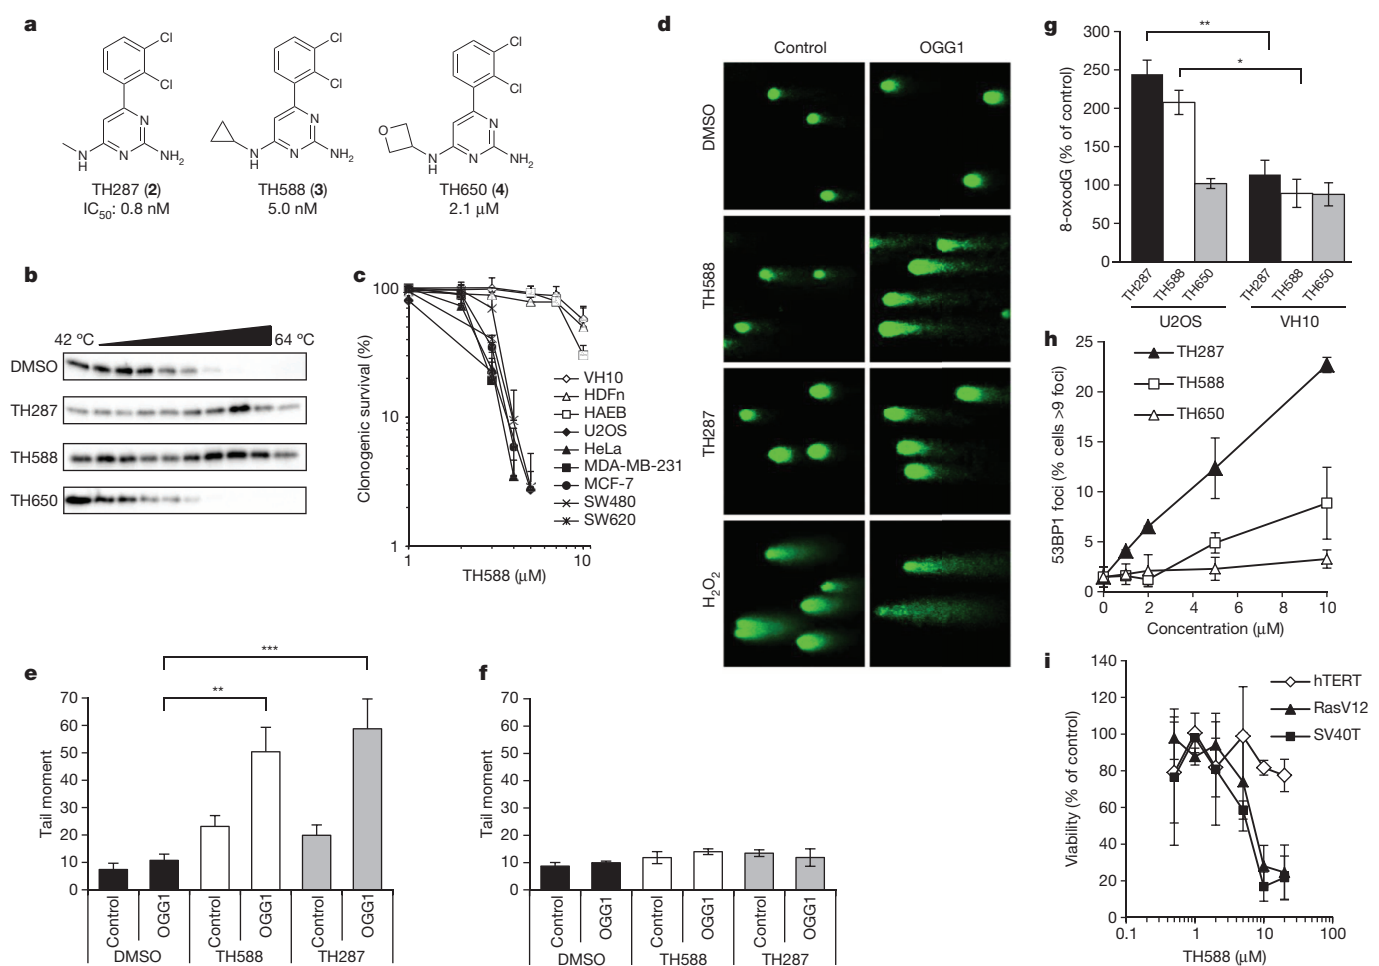 a
Cl
Cl
N
N
N
H
NH2
TH287 (2)
IC50: 0.8 nM
Cl
Cl
N
N
N
H
NH2
TH588 (3)
5.0 nM
Cl
Cl
O
N
N
N
H
NH2
TH650 (4)
2.1 μM
b
42 ºC
64 ºC
DMSO
TH287
TH588
TH650
c
Clonogenic survival (%)
100
10
1
1
10
TH588 (μM)
VH10
HDFn
HAEB
U2OS
HeLa
MDA-MB-231
MCF-7
SW480
SW620
d
Control
OGG1
DMSO
TH588
TH287
H2O2
e
Tail moment
70
60
50
40
30
20
10
0
**
***
Control
OGG1
Control
OGG1
Control
OGG1
DMSO
TH588
TH287
f
Tail moment
70
60
50
40
30
20
10
0
Control
OGG1
Control
OGG1
Control
OGG1
DMSO
TH588
TH287
g
8-oxodG (% of control)
300
250
200
150
100
50
0
**
*
TH287
TH588
TH650
TH287
TH588
TH650
U2OS
VH10
h
53BP1 foci (% cells >9 foci)
25
20
15
10
5
0
0
2
4
6
8
10
Concentration (μM)
TH287
TH588
TH650
i
Viability (% of control)
140
120
100
80
60
40
20
0
0.1
1
10
100
TH588 (μM)
hTERT
RasV12
SV40T